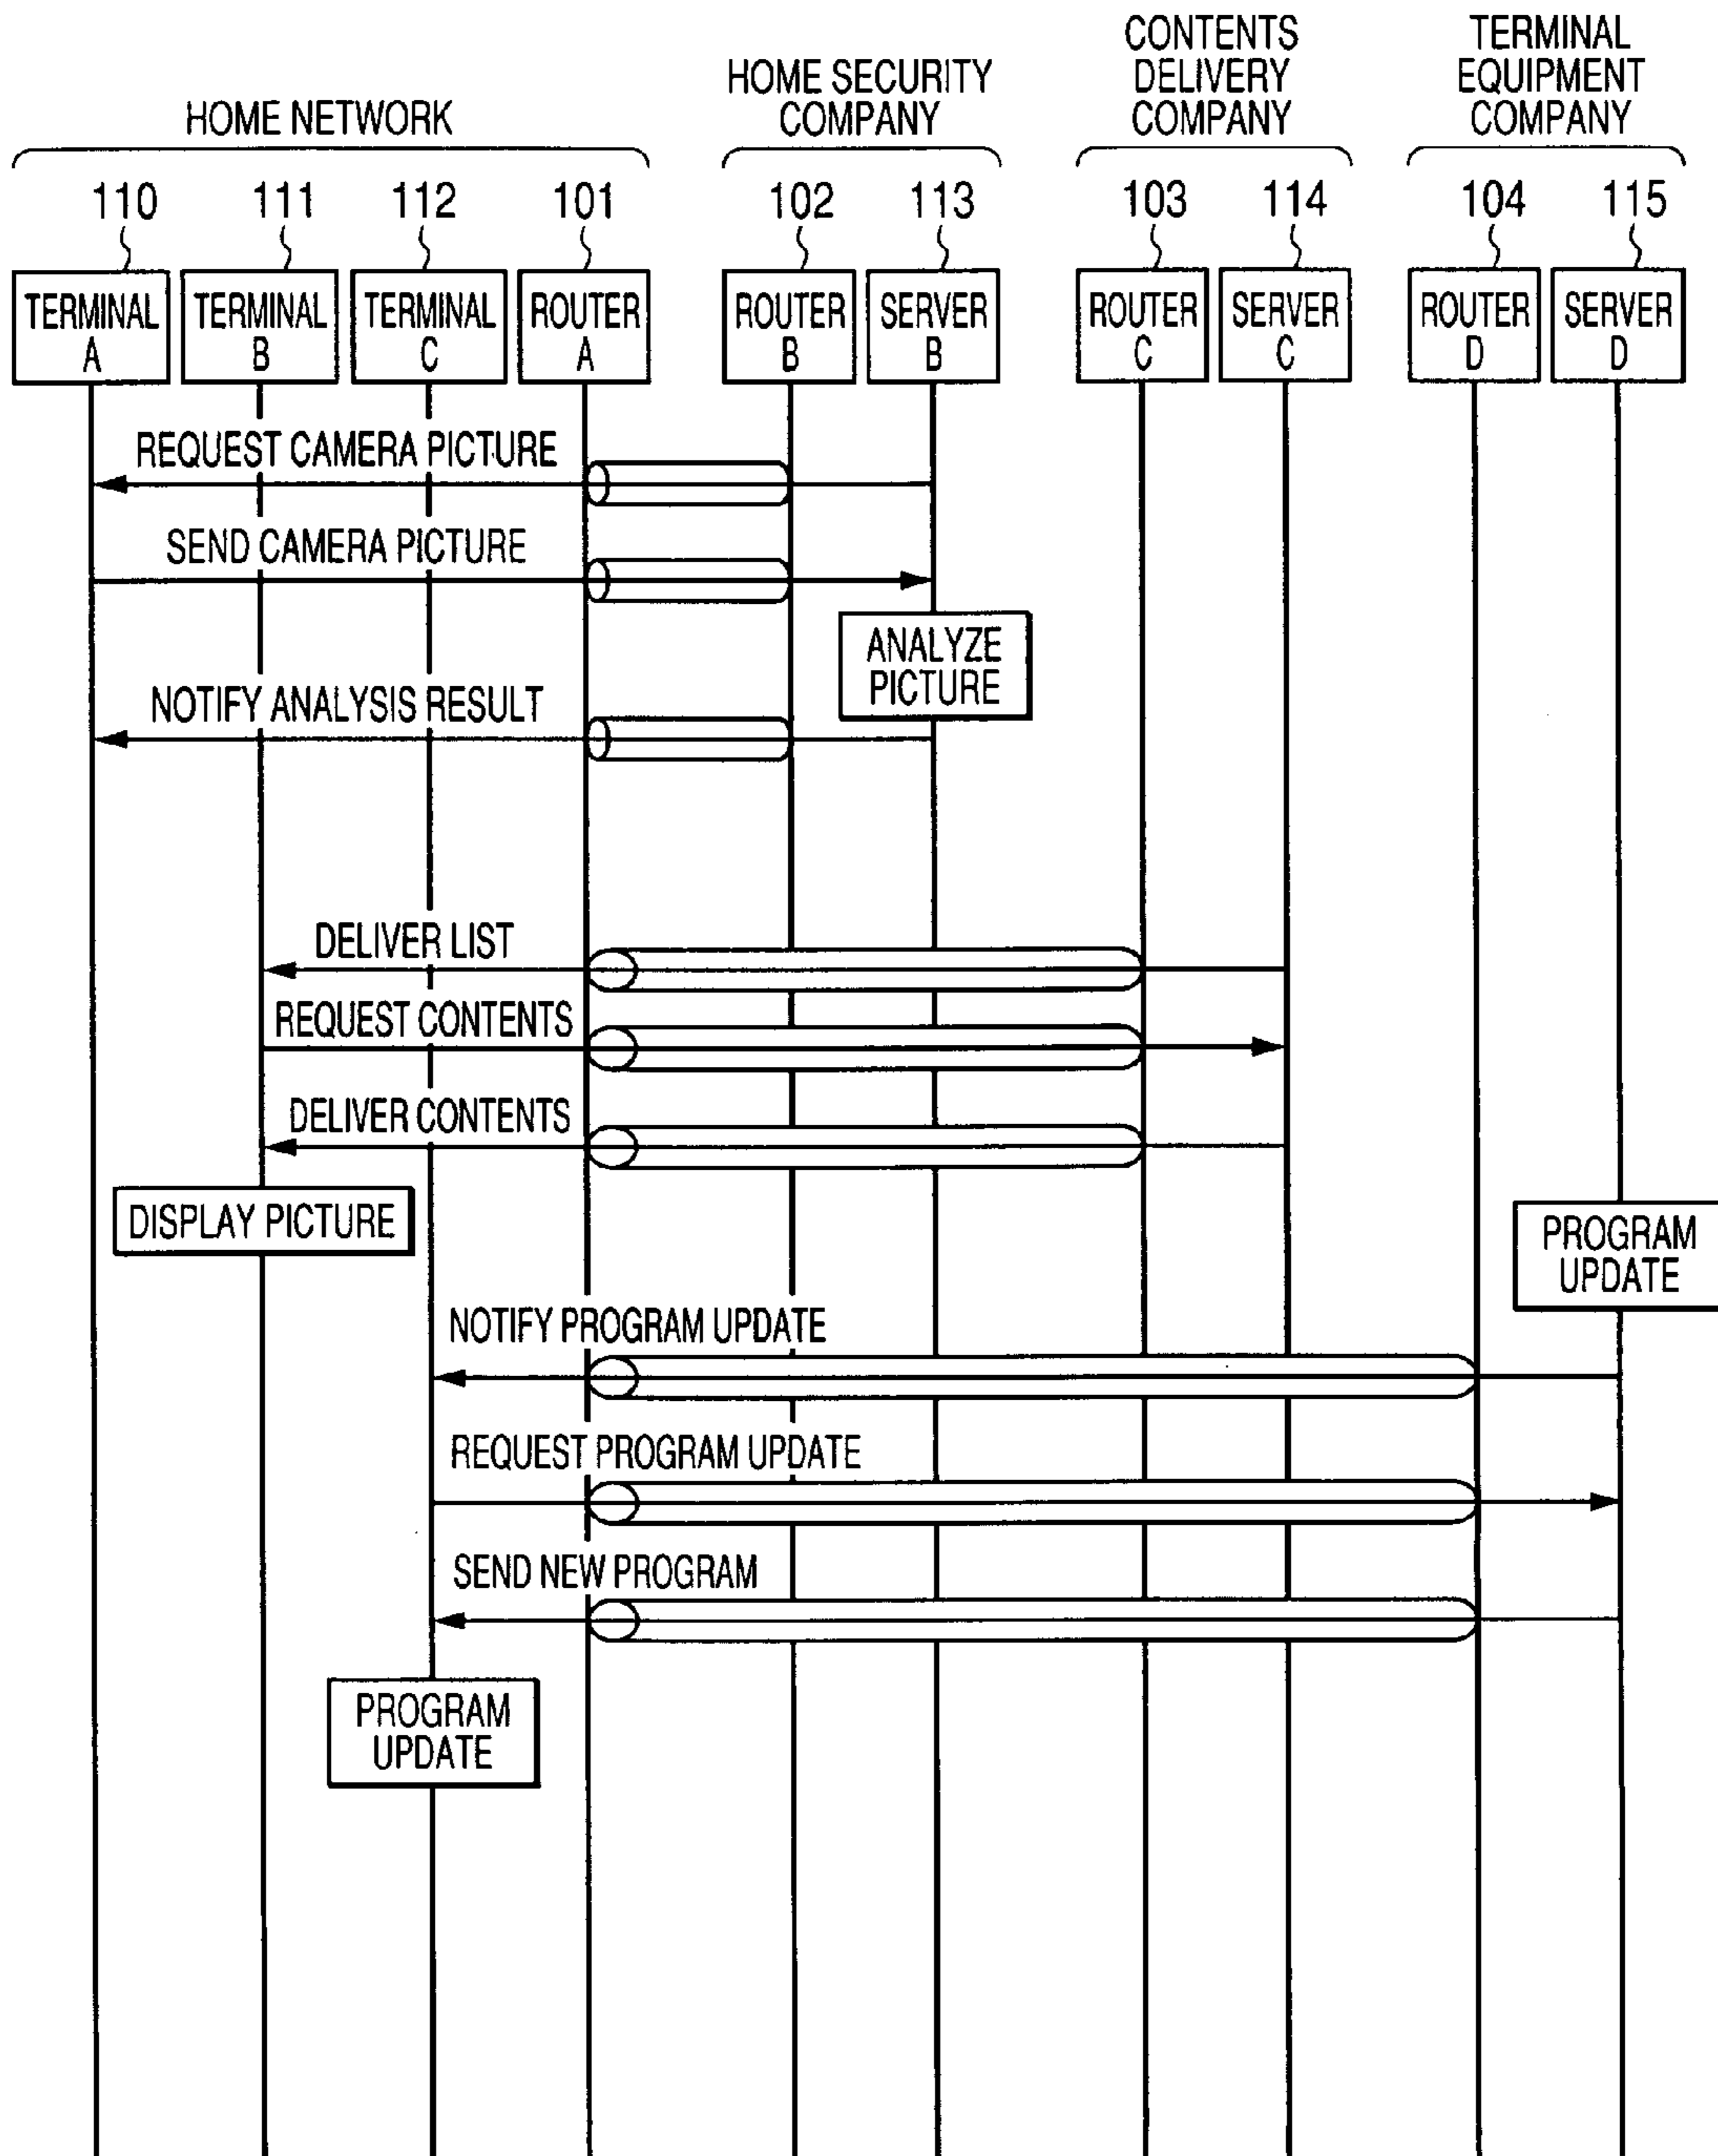 HOME NETWORK
HOME SECURITY
COMPANY
CONTENTS
DELIVERY
COMPANY
TERMINAL
EQUIPMENT
COMPANY
110
111
112
101
102
113
103
114
104
115
TERMINAL
A
TERMINAL
B
TERMINAL
C
ROUTER
A
ROUTER
B
SERVER
B
ROUTER
C
SERVER
C
ROUTER
D
SERVER
D
REQUEST CAMERA PICTURE
SEND CAMERA PICTURE
ANALYZE
PICTURE
NOTIFY ANALYSIS RESULT
DELIVER LIST
REQUEST CONTENTS
DELIVER CONTENTS
DISPLAY PICTURE
PROGRAM
UPDATE
NOTIFY PROGRAM UPDATE
REQUEST PROGRAM UPDATE
SEND NEW PROGRAM
PROGRAM
UPDATE